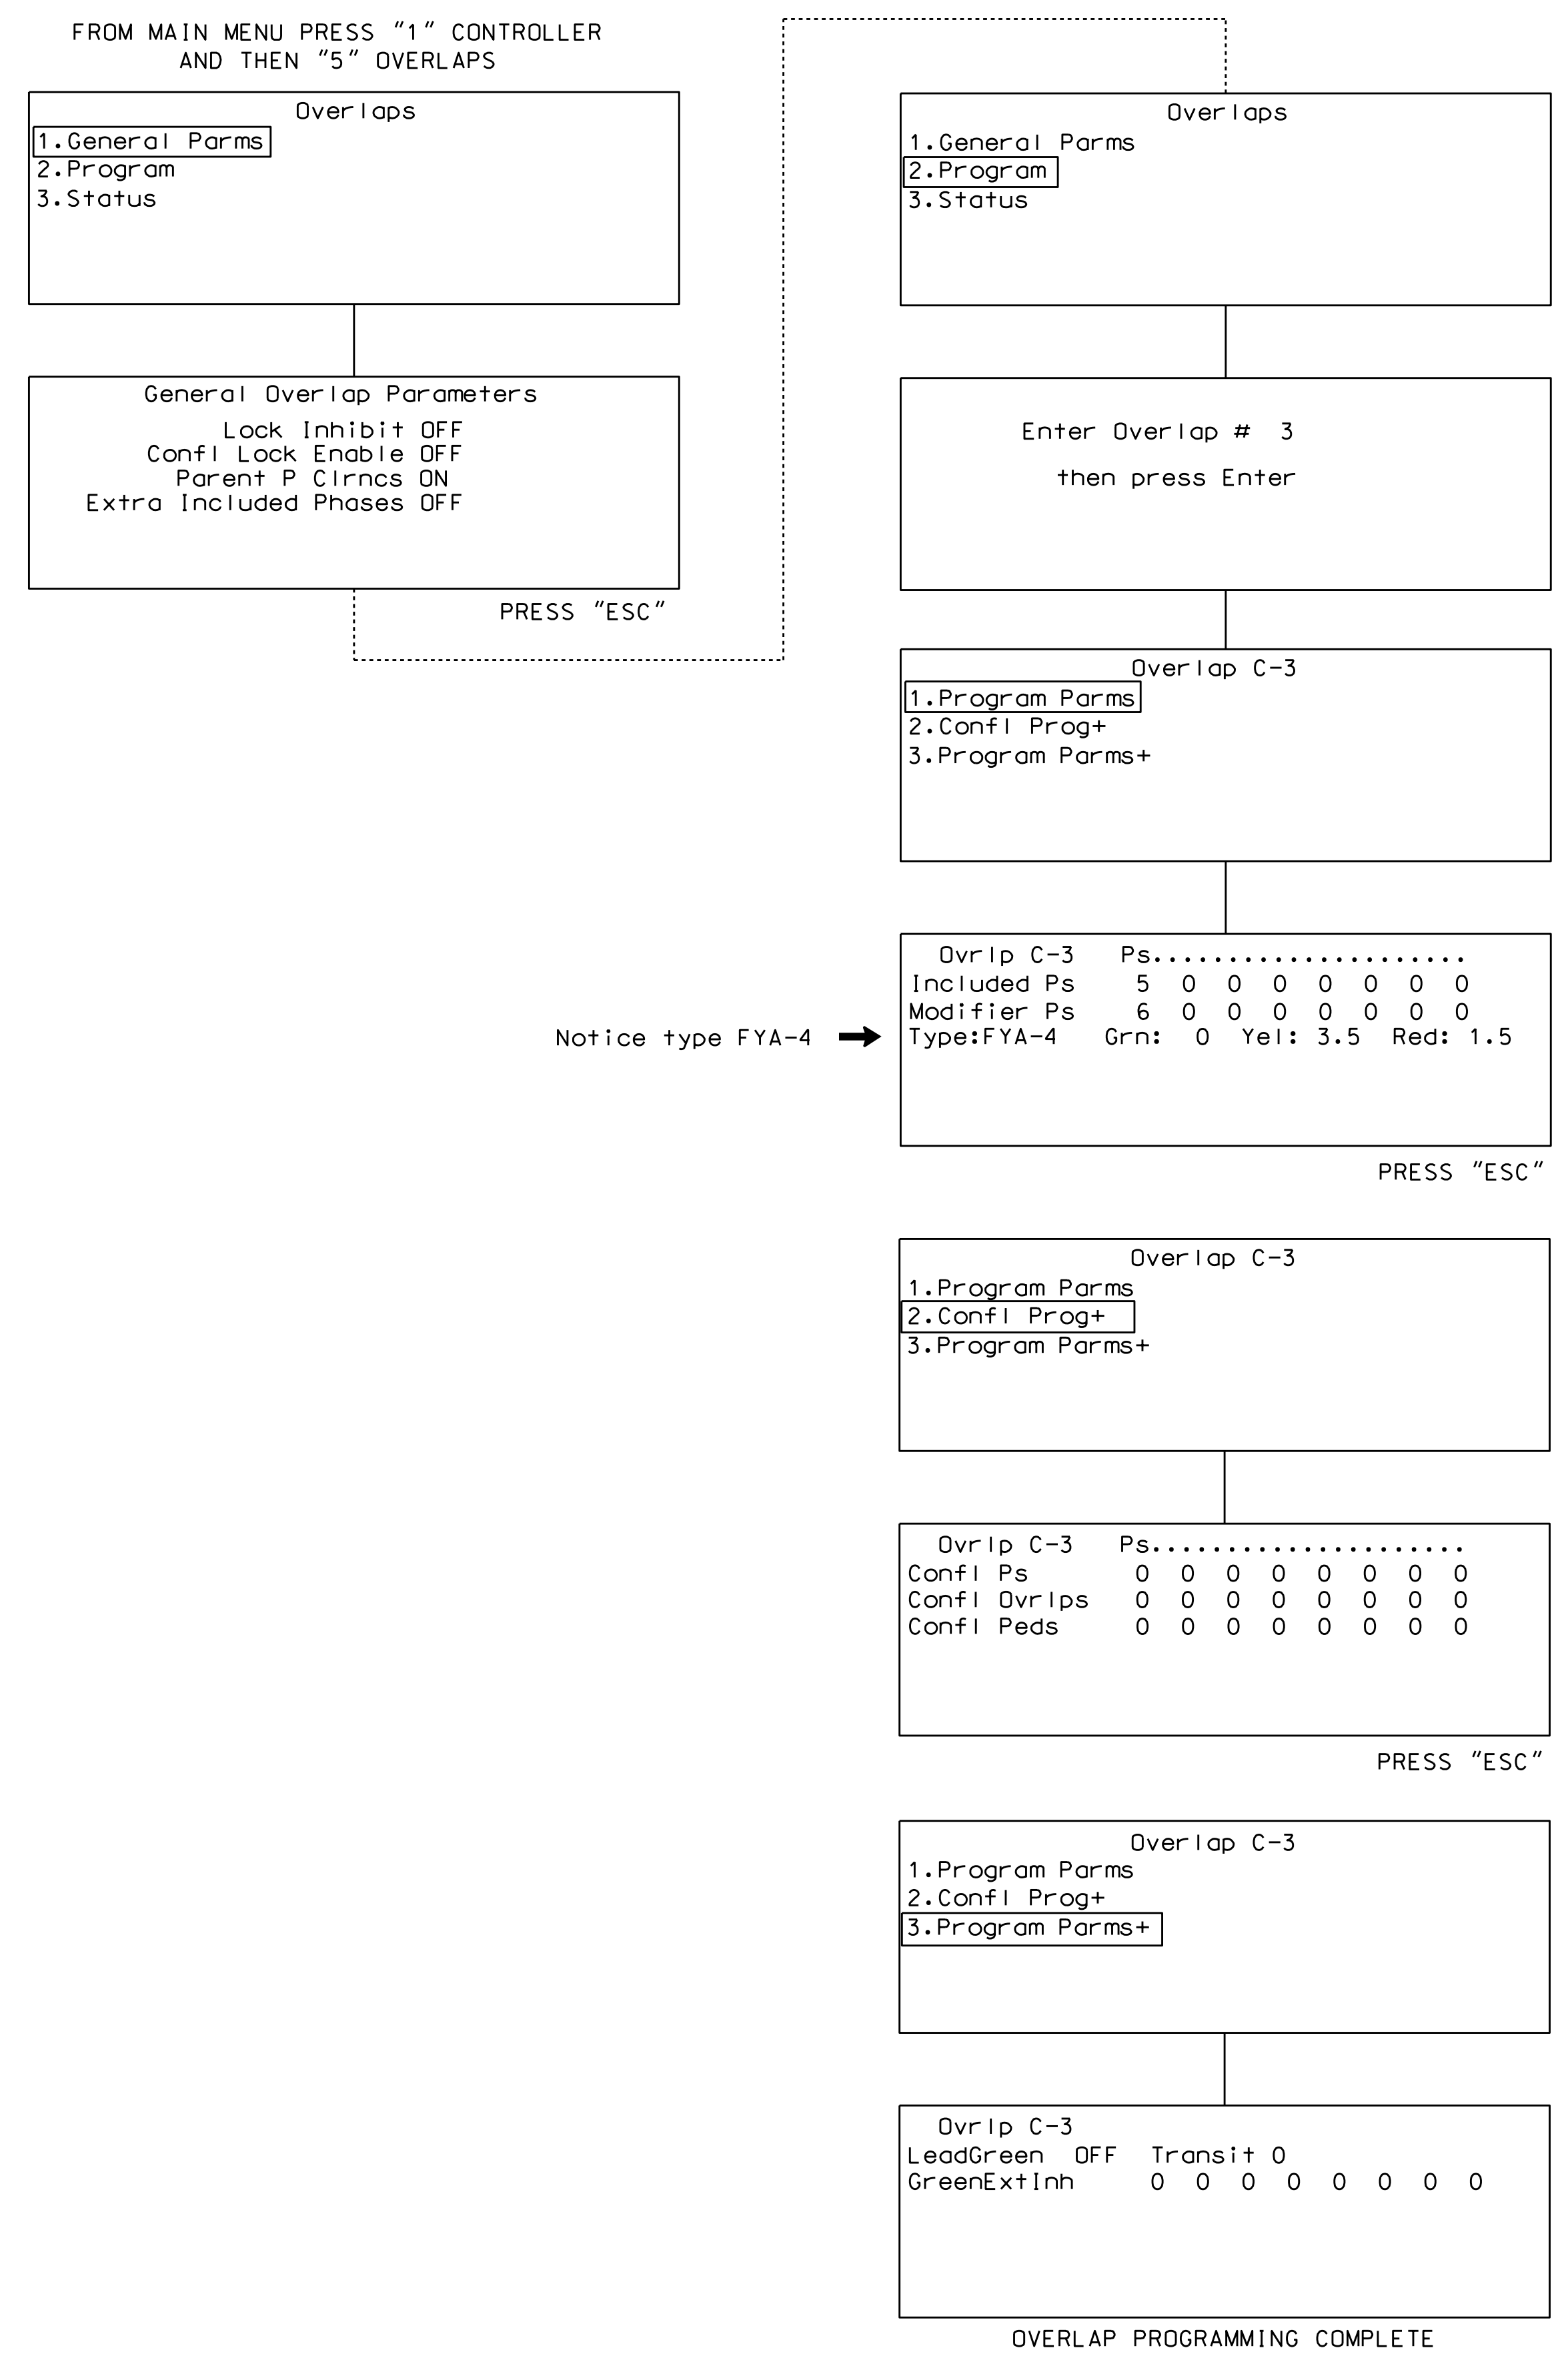 FROM MAIN MENU PRESS "1" CONTROLLER
AND THEN "5" OVERLAPS
Overlaps
1.General Parms
2.Program
3.Status
General Overlap Parameters
Lock Inhibit OFF
Confl Lock Enable OFF
Parent P Clrncs ON
Extra Included Phases OFF
PRESS "ESC"
Overlaps
1.General Parms
2.Program
3.Status
Enter Overlap # 3
then press Enter
Overlap C-3
1.Program Parms
2.Confl Prog+
3.Program Parms+
Ovrlp C-3 Ps.....................
Included Ps 5 0 0 0 0 0 0 0
Modifier Ps 6 0 0 0 0 0 0 0
Notice type FYA-4
Type:FYA-4 Grn: 0 Yel: 3.5 Red: 1.5
PRESS "ESC"
Overlap C-3
1.Program Parms
2.Confl Prog+
3.Program Parms+
Ovrlp C-3 Ps.....................
Confl Ps 0 0 0 0 0 0 0 0
Confl Ovrlps 0 0 0 0 0 0 0 0
Confl Peds 0 0 0 0 0 0 0 0
PRESS "ESC"
Overlap C-3
1.Program Parms
2.Confl Prog+
3.Program Parms+
Ovrlp C-3
LeadGreen OFF Transit 0
GreenExtInh 0 0 0 0 0 0 0 0
OVERLAP PROGRAMMING COMPLETE